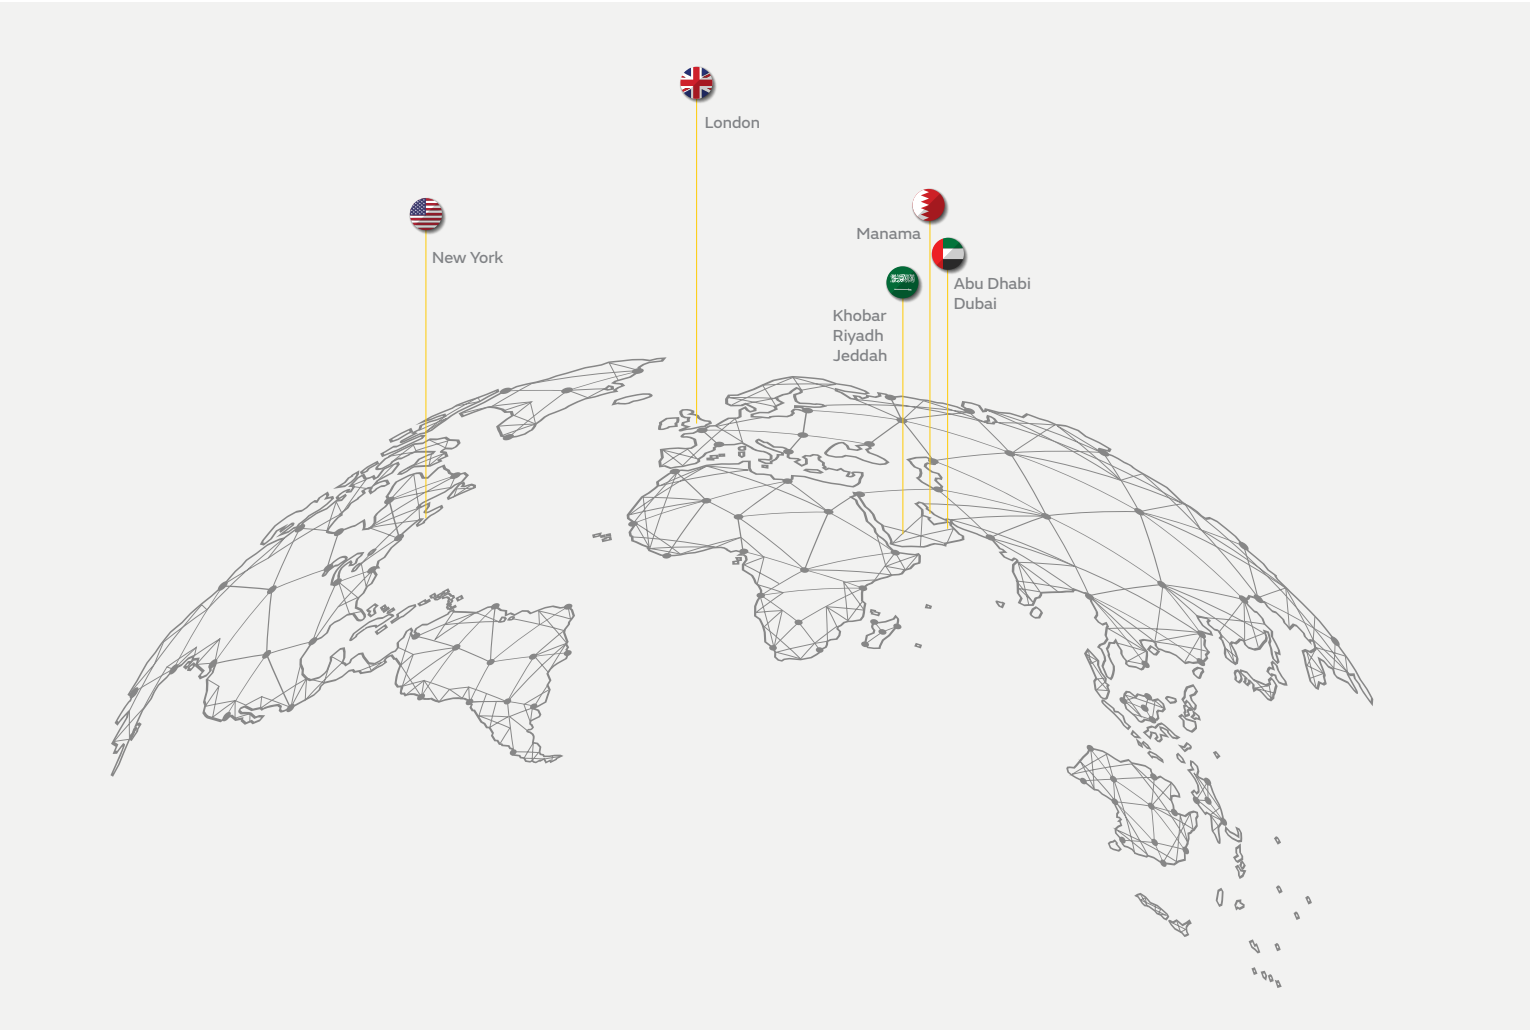 London
New York
Manama
Abu Dhabi
Dubai
Khobar
Riyadh
Jeddah